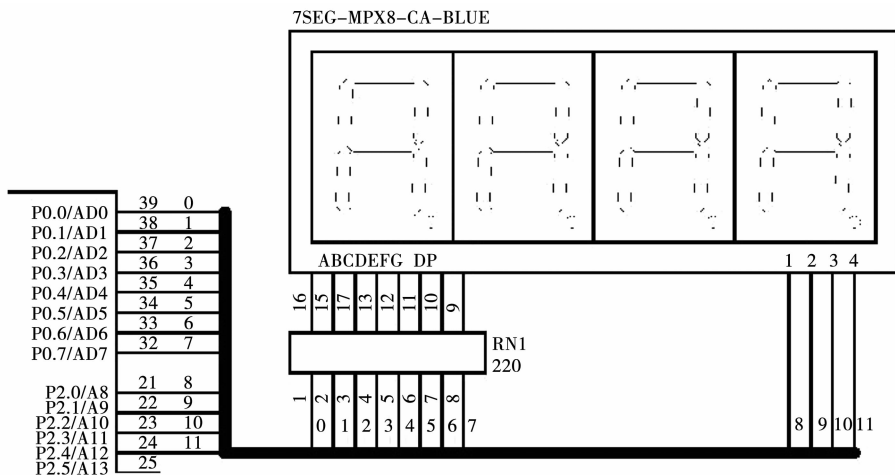 7SEG-MPX8-CA-BLUE
ABCDEFG DP
1 2 3 4
16 15 17 13 12 11 10 9
RN1
220
1 2 3 4 5 6 7 8
0 1 2 3 4 5 6 7
8 9 10 11
P0.0/AD0 39 0
P0.1/AD1 38 1
P0.2/AD2 37 2
P0.3/AD3 36 3
P0.4/AD4 35 4
P0.5/AD5 34 5
P0.6/AD6 33 6
P0.7/AD7 32 7
P2.0/A8 21 8
P2.1/A9 22 9
P2.2/A10 23 10
P2.3/A11 24 11
P2.4/A12 25
P2.5/A13